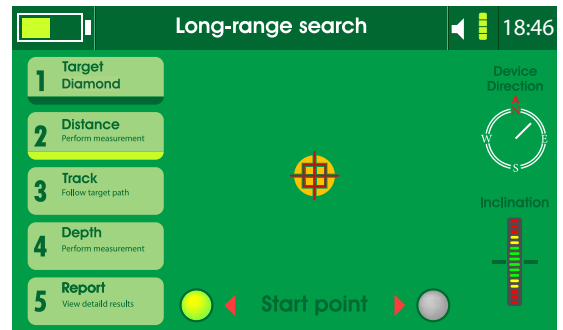 Long-range search
18:46
1 Target
Diamond
2 Distance
Perform measurement
3 Track
Follow target path
4 Depth
Perform measurement
5 Report
View detaild results
Device
Direction
N
W E
S
Inclination
Start point